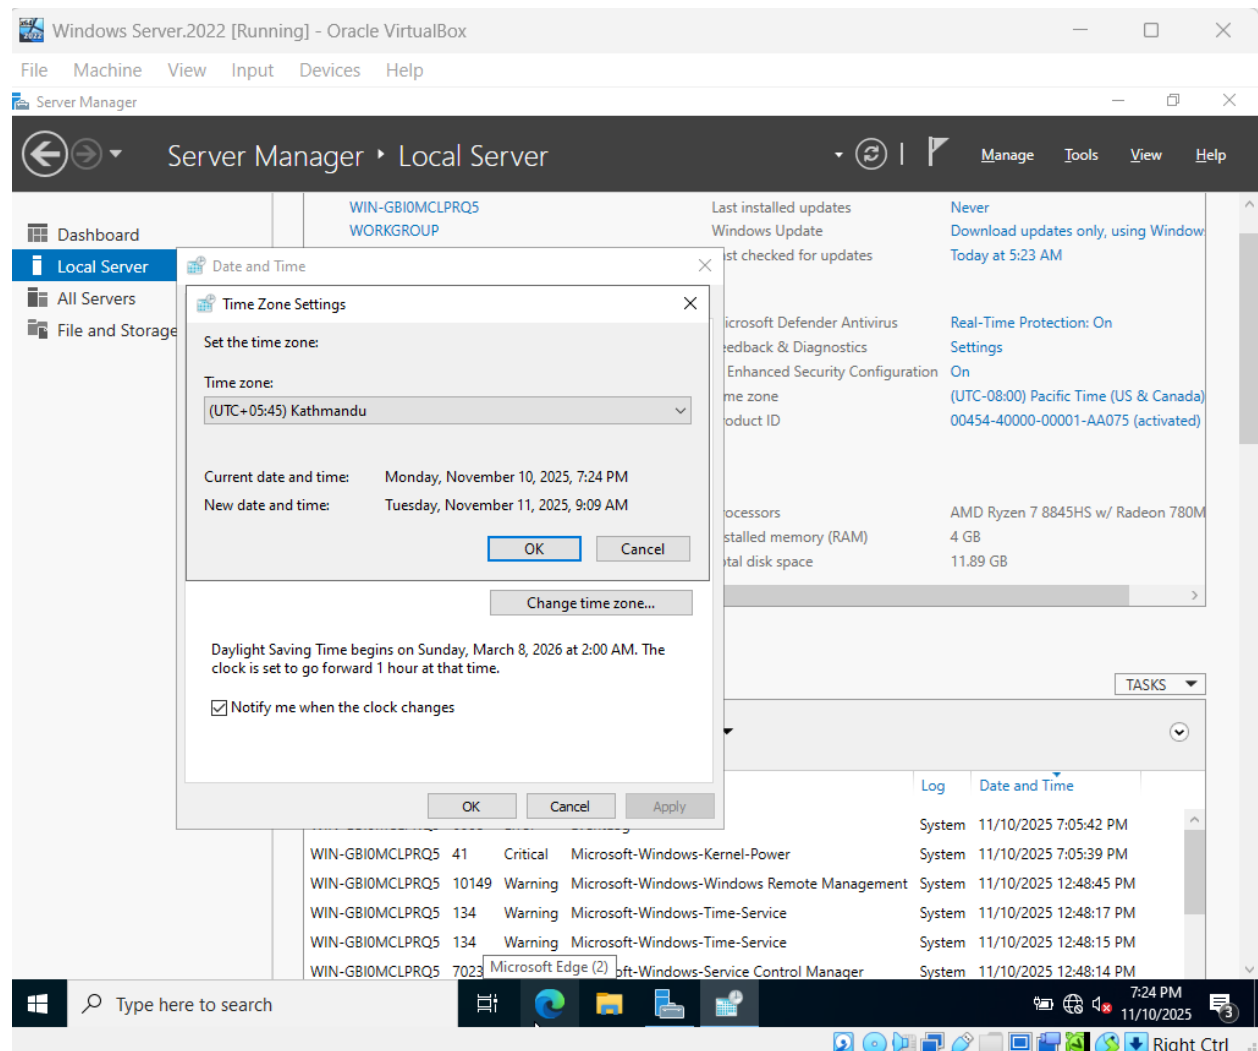 Windows Server.2022 [Running] - Oracle VirtualBox
File Machine View Input Devices Help
Server Manager
Server Manager Local Server
Manage Tools View Help
Dashboard
Local Server
All Servers
File and Storage
WIN-GBI0MCLPRQ5 Last installed updates Never
WORKGROUP Windows Update Download updates only, using Window
st checked for updates Today at 5:23 AM
icrosoft Defender Antivirus Real-Time Protection: On
edback & Diagnostics Settings
Enhanced Security Configuration On
me zone (UTC-08:00) Pacific Time (US & Canada)
oduct ID 00454-40000-00001-AA075 (activated)
ocessors AMD Ryzen 7 8845HS w/ Radeon 780M
stalled memory (RAM) 4 GB
tal disk space 11.89 GB
Date and Time
Time Zone Settings
Set the time zone:
Time zone:
(UTC+05:45) Kathmandu
Current date and time: Monday, November 10, 2025, 7:24 PM
New date and time: Tuesday, November 11, 2025, 9:09 AM
OK Cancel
Change time zone...
Daylight Saving Time begins on Sunday, March 8, 2026 at 2:00 AM. The
clock is set to go forward 1 hour at that time.
Notify me when the clock changes
OK Cancel Apply
TASKS
Log Date and Time
System 11/10/2025 7:05:42 PM
WIN-GBI0MCLPRQ5 41 Critical Microsoft-Windows-Kernel-Power System 11/10/2025 7:05:39 PM
WIN-GBI0MCLPRQ5 10149 Warning Microsoft-Windows-Windows Remote Management System 11/10/2025 12:48:45 PM
WIN-GBI0MCLPRQ5 134 Warning Microsoft-Windows-Time-Service System 11/10/2025 12:48:17 PM
WIN-GBI0MCLPRQ5 134 Warning Microsoft-Windows-Time-Service System 11/10/2025 12:48:15 PM
WIN-GBI0MCLPRQ5 7023 ft-Windows-Service Control Manager System 11/10/2025 12:48:14 PM
Microsoft Edge (2)
Type here to search
7:24 PM
11/10/2025
3
Right Ctrl